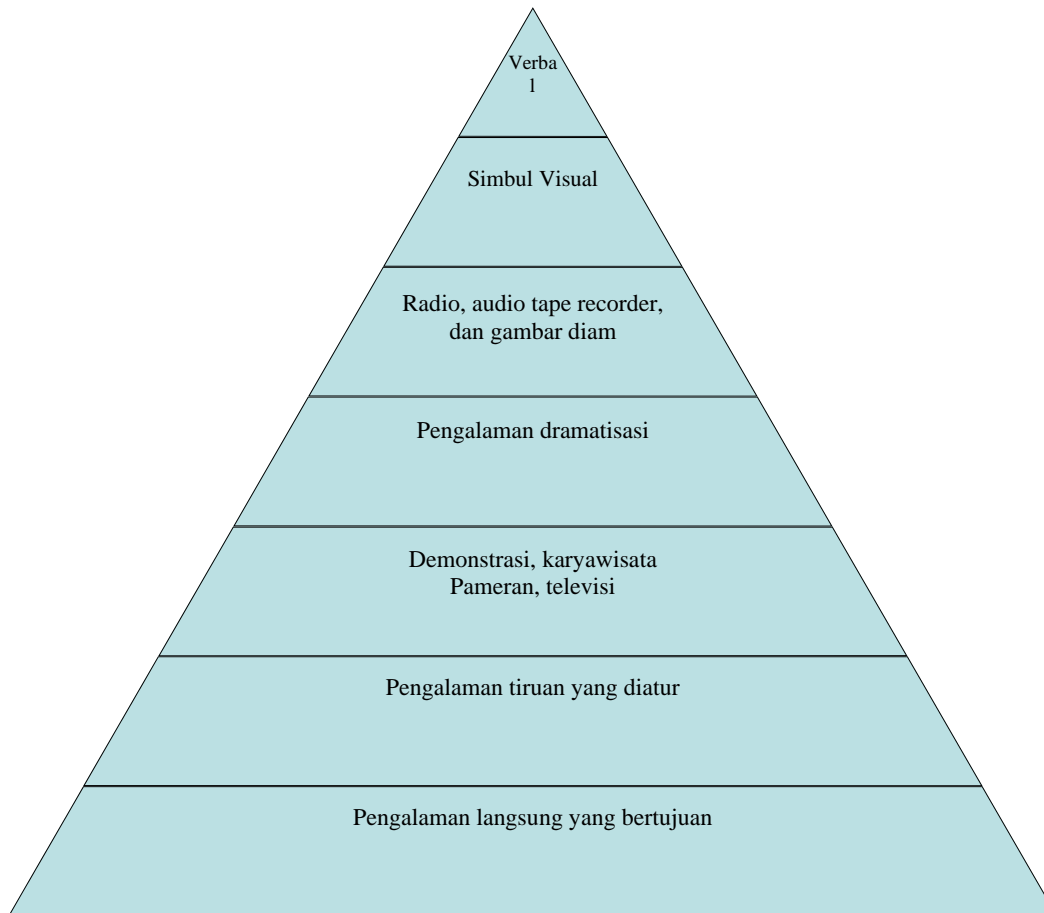 Verba
l
Simbul Visual
Radio, audio tape recorder,
dan gambar diam
Pengalaman dramatisasi
Demonstrasi, karyawisata
Pameran, televisi
Pengalaman tiruan yang diatur
Pengalaman langsung yang bertujuan